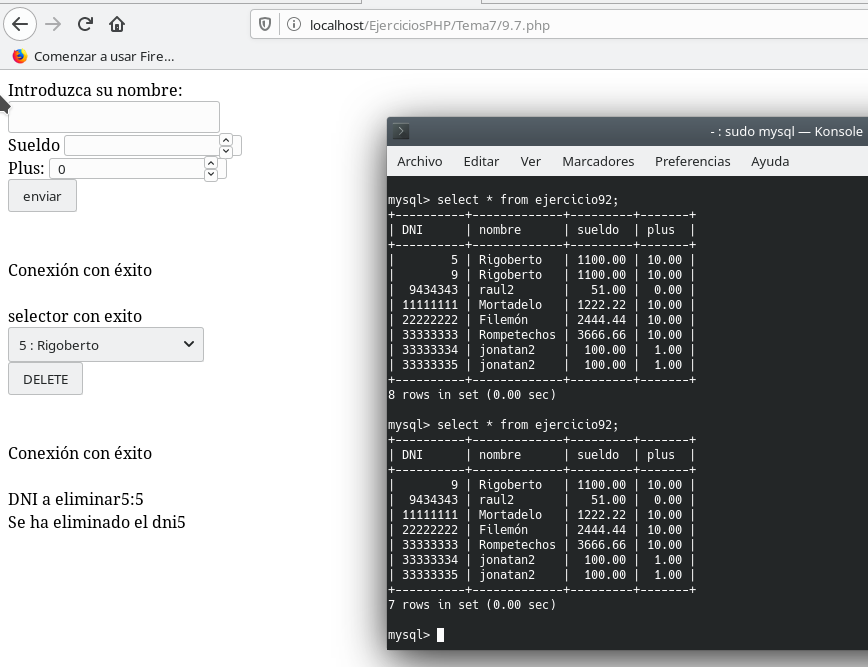 localhost/EjerciciosPHP/Tema7/9.7.php
Comenzar a usar Fire...
Introduzca su nombre:
Sueldo
Plus: 0
enviar
Conexión con éxito
selector con exito
5 : Rigoberto
DELETE
Conexión con éxito
DNI a eliminar5:5
Se ha eliminado el dni5
- : sudo mysql — Konsole
Archivo Editar Ver Marcadores Preferencias Ayuda
mysql> select * from ejercicio92;
+----------+-------------+---------+-------+
| DNI      | nombre      | sueldo  | plus  |
+----------+-------------+---------+-------+
|        5 | Rigoberto   | 1100.00 | 10.00 |
|        9 | Rigoberto   | 1100.00 | 10.00 |
|  9434343 | raul2       |   51.00 |  0.00 |
| 11111111 | Mortadelo   | 1222.22 | 10.00 |
| 22222222 | Filemón     | 2444.44 | 10.00 |
| 33333333 | Rompetechos | 3666.66 | 10.00 |
| 33333334 | jonatan2    |  100.00 |  1.00 |
| 33333335 | jonatan2    |  100.00 |  1.00 |
+----------+-------------+---------+-------+
8 rows in set (0.00 sec)
mysql> select * from ejercicio92;
+----------+-------------+---------+-------+
| DNI      | nombre      | sueldo  | plus  |
+----------+-------------+---------+-------+
|        9 | Rigoberto   | 1100.00 | 10.00 |
|  9434343 | raul2       |   51.00 |  0.00 |
| 11111111 | Mortadelo   | 1222.22 | 10.00 |
| 22222222 | Filemón     | 2444.44 | 10.00 |
| 33333333 | Rompetechos | 3666.66 | 10.00 |
| 33333334 | jonatan2    |  100.00 |  1.00 |
| 33333335 | jonatan2    |  100.00 |  1.00 |
+----------+-------------+---------+-------+
7 rows in set (0.00 sec)
mysql>